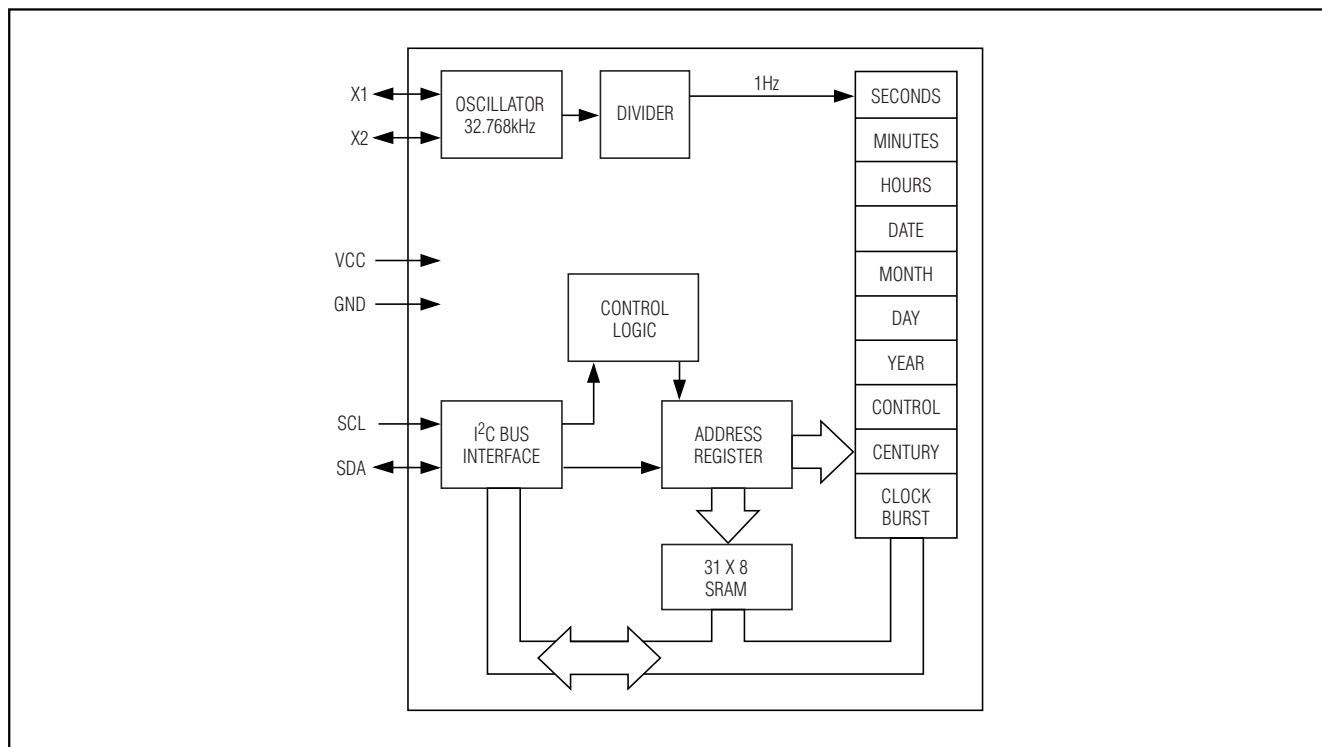 X1
X2
OSCILLATOR
32.768kHz
DIVIDER
1Hz
SECONDS
MINUTES
HOURS
DATE
MONTH
DAY
YEAR
CONTROL
CENTURY
CLOCK
BURST
VCC
GND
CONTROL
LOGIC
SCL
SDA
I²C BUS
INTERFACE
ADDRESS
REGISTER
31 X 8
SRAM